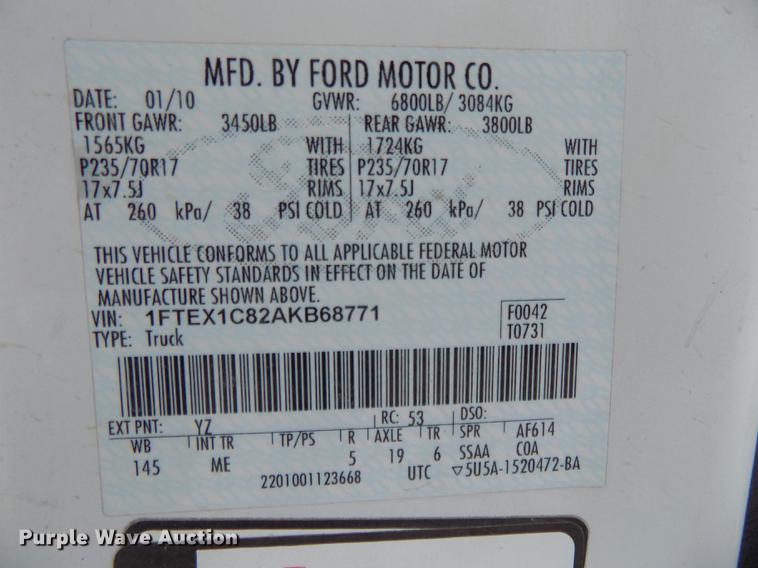 MFD. BY FORD MOTOR CO.
DATE: 01/10 GVWR: 6800LB/ 3084KG
FRONT GAWR: 3450LB REAR GAWR: 3800LB
1565KG WITH 1724KG WITH
P235/70R17 TIRES P235/70R17 TIRES
17x7.5J RIMS 17x7.5J RIMS
AT 260 kPa/ 38 PSI COLD AT 260 kPa/ 38 PSI COLD
THIS VEHICLE CONFORMS TO ALL APPLICABLE FEDERAL MOTOR
VEHICLE SAFETY STANDARDS IN EFFECT ON THE DATE OF
MANUFACTURE SHOWN ABOVE.
VIN: 1FTEX1C82AKB68771 F0042
TYPE: Truck T0731
EXT PNT: YZ RC: 53 DSO:
WB INT TR TP/PS R AXLE TR SPR AF614
145 ME 5 19 6 SSAA COA
2201001123668 UTC ▽5U5A-1520472-BA
Purple Wave Auction